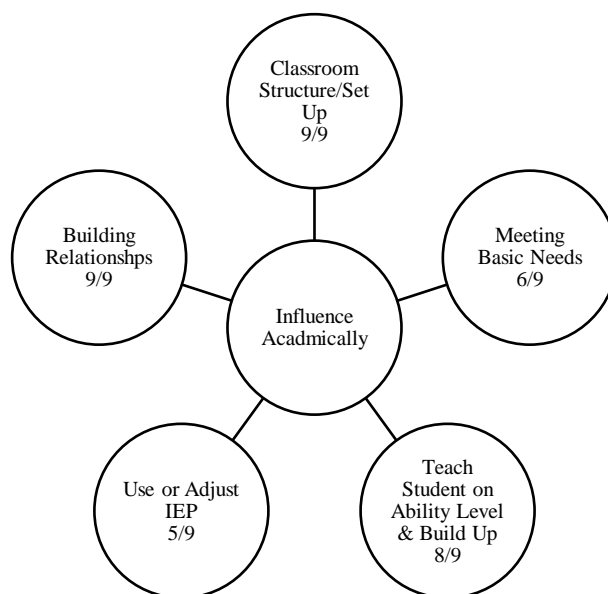 Classroom
Structure/Set
Up
9/9
Building
Relationshps
9/9
Meeting
Basic Needs
6/9
Influence
Acadmically
Use or Adjust
IEP
5/9
Teach
Student on
Ability Level
& Build Up
8/9